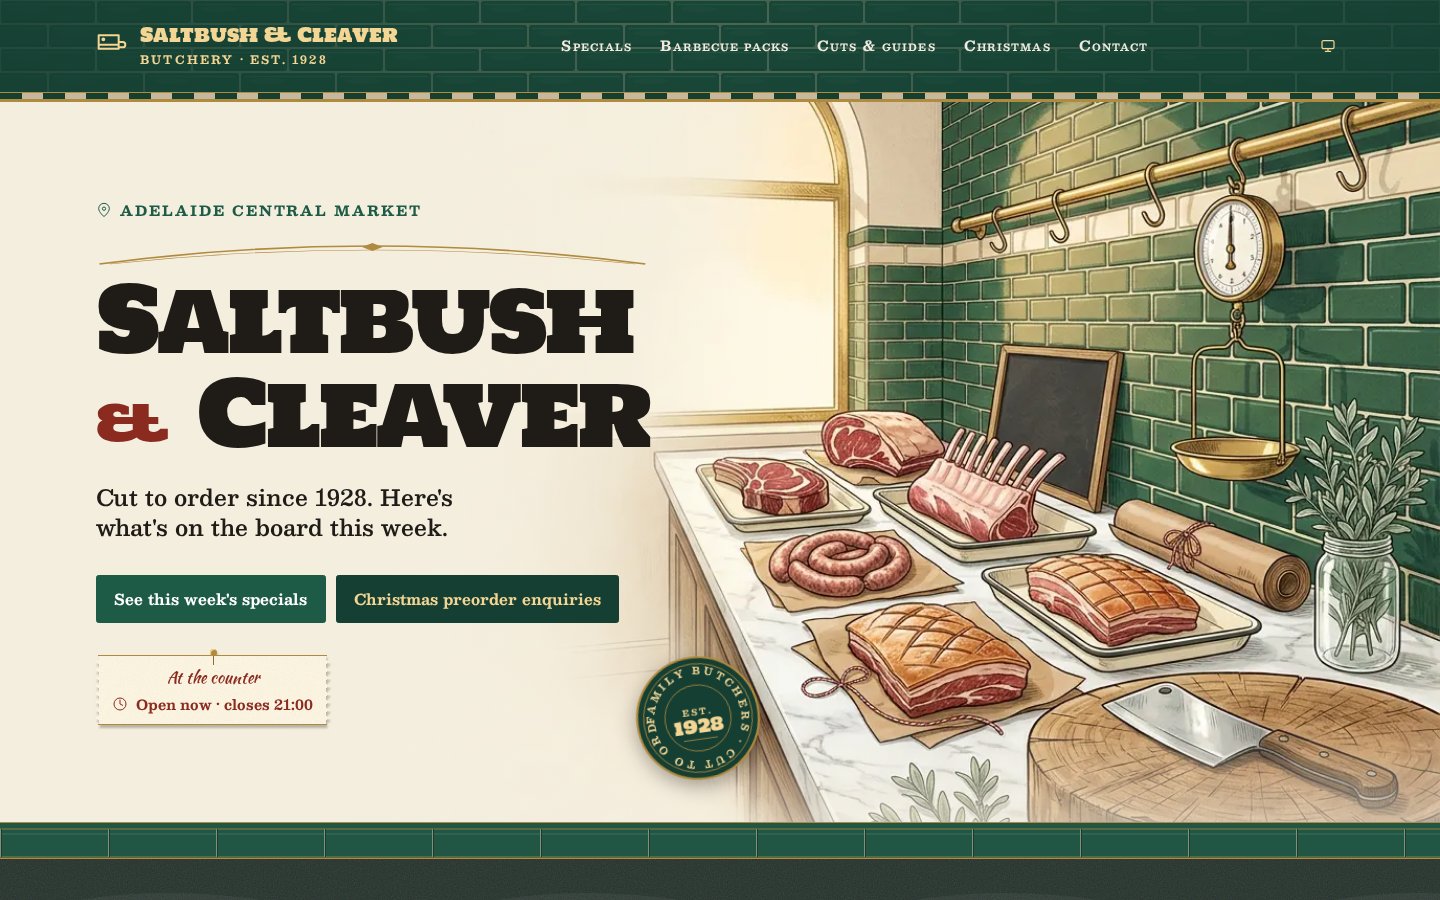 Saltbush & Cleaver
BUTCHERY · EST. 1928
Specials
Barbecue packs
Cuts & guides
Christmas
Contact
ADELAIDE CENTRAL MARKET
Saltbush
& Cleaver
Cut to order since 1928. Here's
what's on the board this week.
See this week's specials
Christmas preorder enquiries
At the counter
Open now · closes 21:00
FAMILY BUTCHERS · CUT TO ORD
EST.
1928